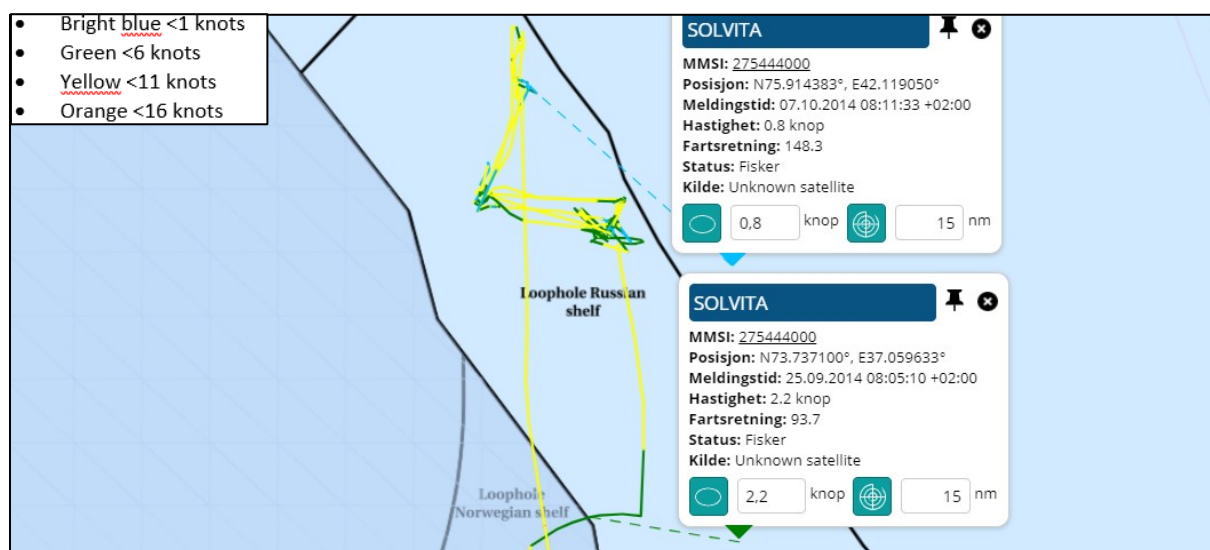 • Bright blue <1 knots
• Green <6 knots
• Yellow <11 knots
• Orange <16 knots
SOLVITA
MMSI: 275444000
Posisjon: N75.914383°, E42.119050°
Meldingstid: 07.10.2014 08:11:33 +02:00
Hastighet: 0.8 knop
Fartsretning: 148.3
Status: Fisker
Kilde: Unknown satellite
0,8 knop 15 nm
Loophole Russian
shelf
SOLVITA
MMSI: 275444000
Posisjon: N73.737100°, E37.059633°
Meldingstid: 25.09.2014 08:05:10 +02:00
Hastighet: 2.2 knop
Fartsretning: 93.7
Status: Fisker
Kilde: Unknown satellite
2,2 knop 15 nm
Loophole
Norwegian shelf